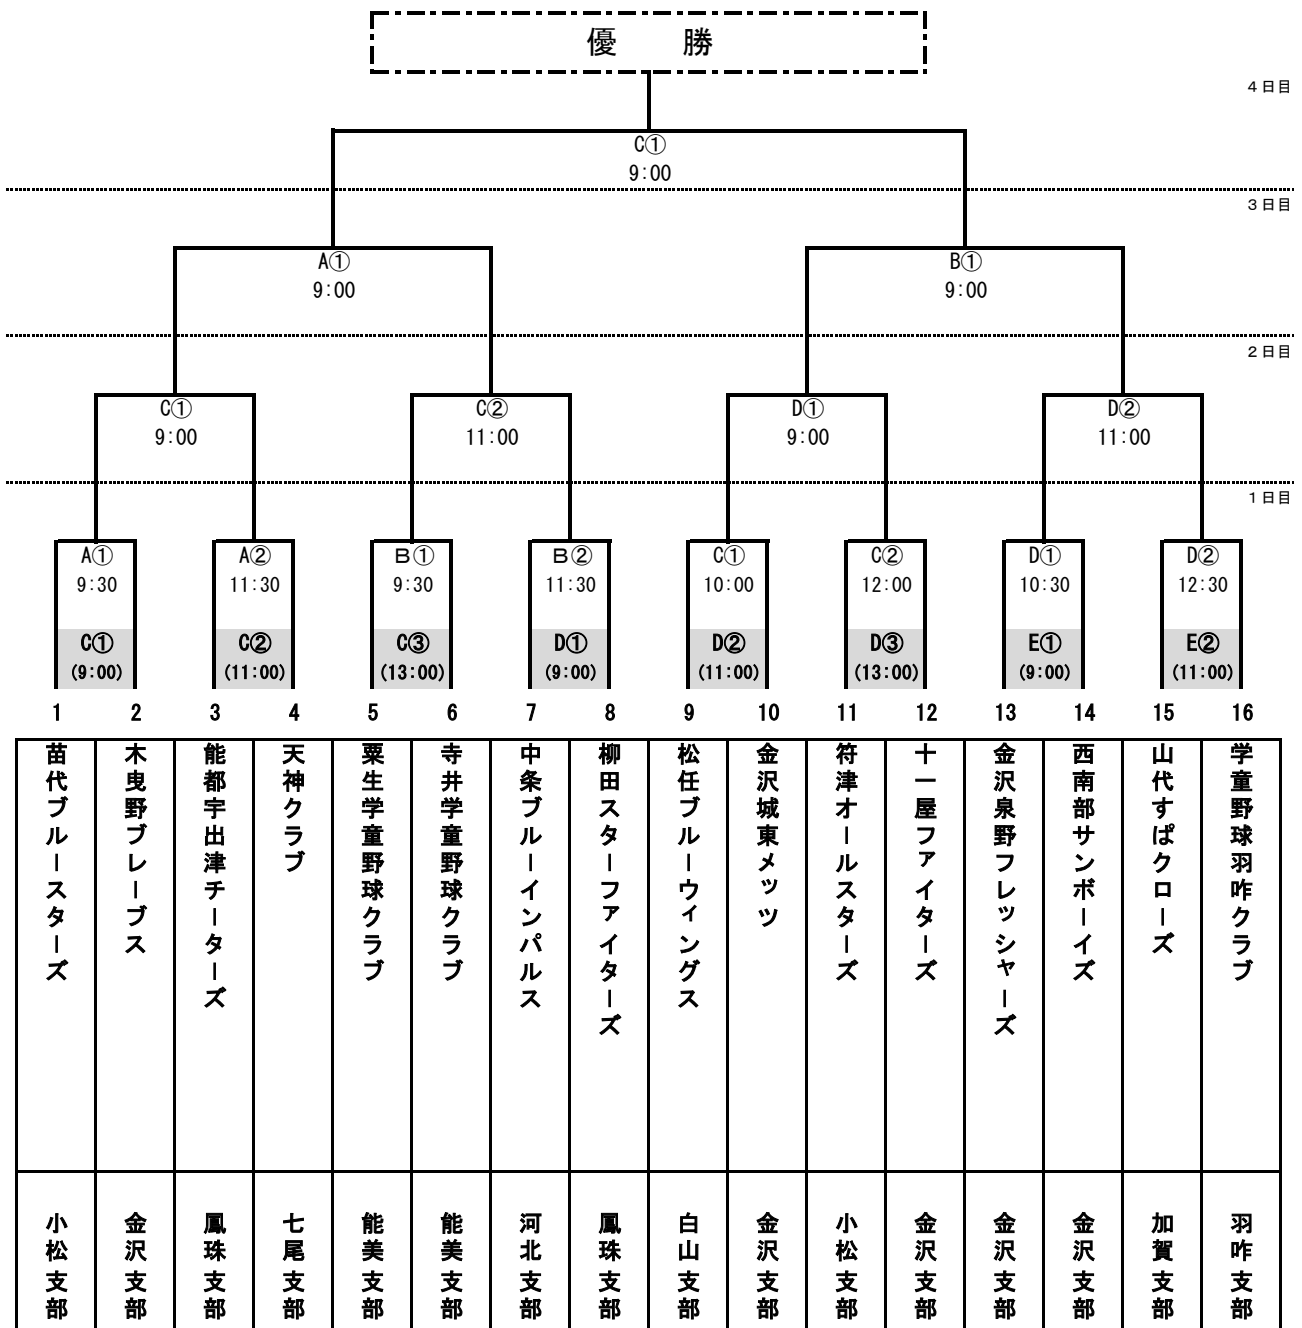 優　勝
4日目
C①
9:00
3日目
A①
9:00
B①
9:00
2日目
C①
9:00
C②
11:00
D①
9:00
D②
11:00
1日目
A①
9:30
A②
11:30
B①
9:30
B②
11:30
C①
10:00
C②
12:00
D①
10:30
D②
12:30
C①
(9:00)
C②
(11:00)
C③
(13:00)
D①
(9:00)
D②
(11:00)
D③
(13:00)
E①
(9:00)
E②
(11:00)
1 2 3 4 5 6 7 8 9 10 11 12 13 14 15 16
苗代ブルースターズ
木曳野ブレーブス
能都宇出津チーターズ
天神クラブ
粟生学童野球クラブ
寺井学童野球クラブ
中条ブルーインパルス
柳田スターファイターズ
松任ブルーウィングス
金沢城東メッツ
符津オールスターズ
十一屋ファイターズ
金沢泉野フレッシャーズ
西南部サンボーイズ
山代すぱクローズ
学童野球羽咋クラブ
小松支部
金沢支部
鳳珠支部
七尾支部
能美支部
能美支部
河北支部
鳳珠支部
白山支部
金沢支部
小松支部
金沢支部
金沢支部
金沢支部
加賀支部
羽咋支部